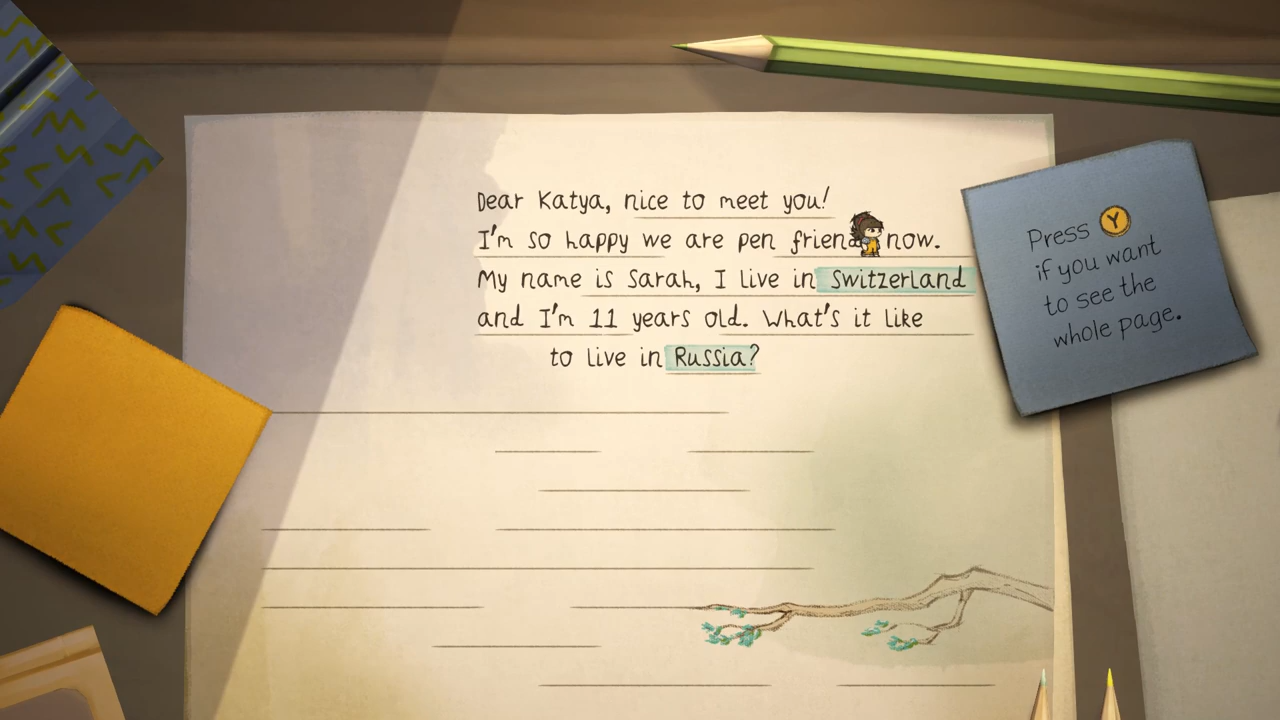 Dear Katya, nice to meet you!
I'm so happy we are pen friend now.
My name is Sarah, I live in Switzerland
and I'm 11 years old. What's it like
to live in Russia?
Press Y
if you want
to see the
whole page.